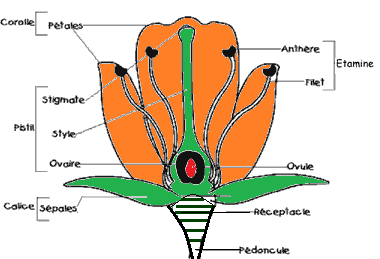 Corolle Pétales
Anthère
Etamine
Filet
Stigmate
Pistil
Style
Ovaire
Ovule
Calice Sépales
Réceptacle
Pédoncule